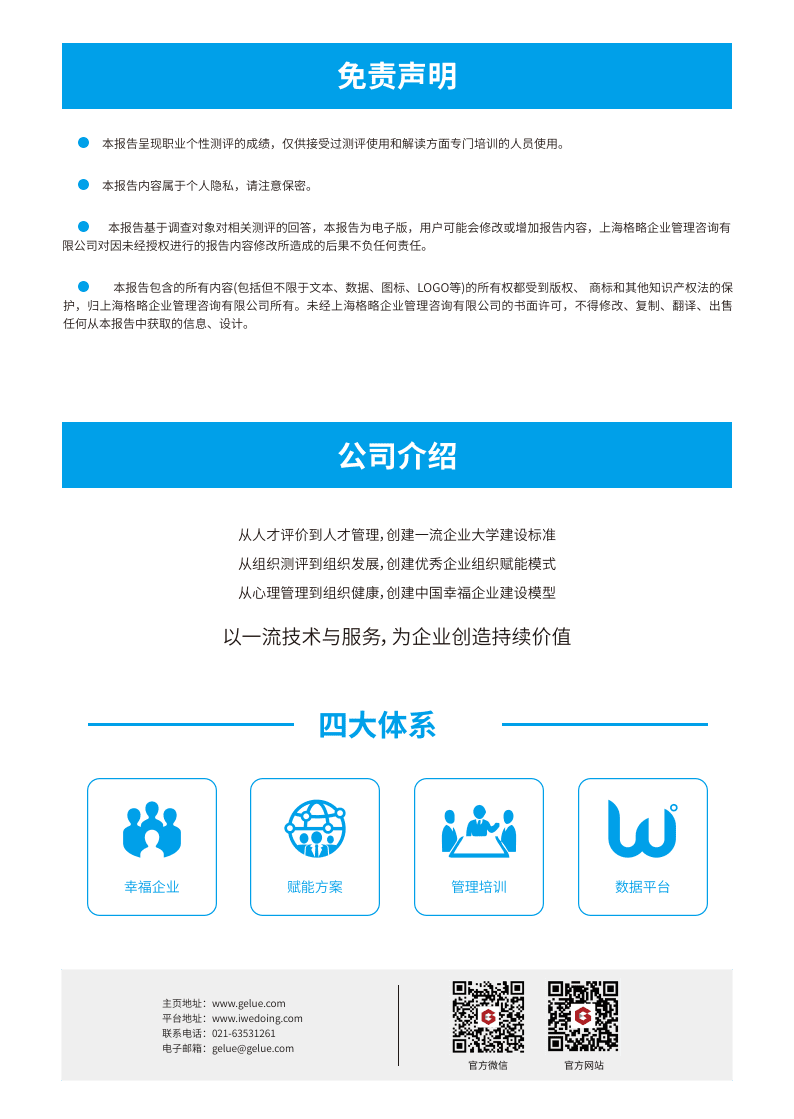 免责声明
本报告呈现职业个性测评的成绩，仅供接受过测评使用和解读方面专门培训的人员使用。
本报告内容属于个人隐私，请注意保密。
本报告基于调查对象对相关测评的回答，本报告为电子版，用户可能会修改或增加报告内容，上海格略企业管理咨询有
限公司对因未经授权进行的报告内容修改所造成的后果不负任何责任。
本报告包含的所有内容(包括但不限于文本、数据、图标、LOGO等)的所有权都受到版权、 商标和其他知识产权法的保
护，归上海格略企业管理咨询有限公司所有。未经上海格略企业管理咨询有限公司的书面许可，不得修改、复制、翻译、出售
任何从本报告中获取的信息、设计。
公司介绍
从人才评价到人才管理，创建一流企业大学建设标准
从组织测评到组织发展，创建优秀企业组织赋能模式
从心理管理到组织健康，创建中国幸福企业建设模型
以一流技术与服务，为企业创造持续价值
四大体系
幸福企业
赋能方案
管理培训
数据平台
主页地址：www.gelue.com
平台地址：www.iwedoing.com
联系电话：021-63531261
电子邮箱：gelue@gelue.com
官方微信
官方网站